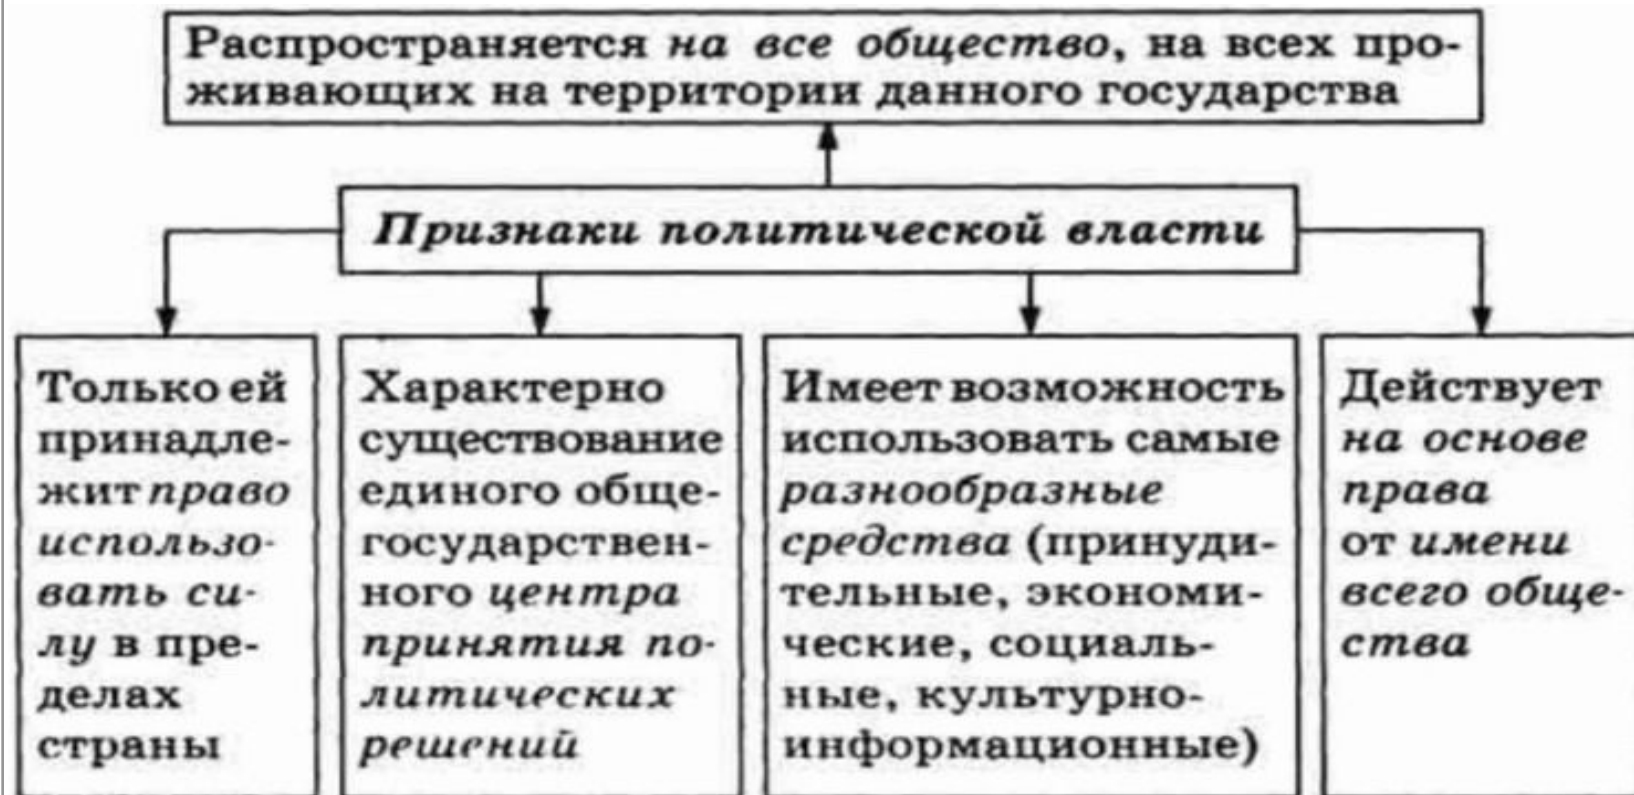 Распространяется на все общество, на всех про-
живающих на территории данного государства
Признаки политической власти
Только ей
принадле-
жит право
использо-
вать си-
лу в пре-
делах
страны
Характерно
существование
единого обще-
государствен-
ного центра
принятия по-
литических
решений
Имеет возможность
использовать самые
разнообразные
средства (принуди-
тельные, экономи-
ческие, социаль-
ные, культурно-
информационные)
Действует
на основе
права
от имени
всего обще-
ства